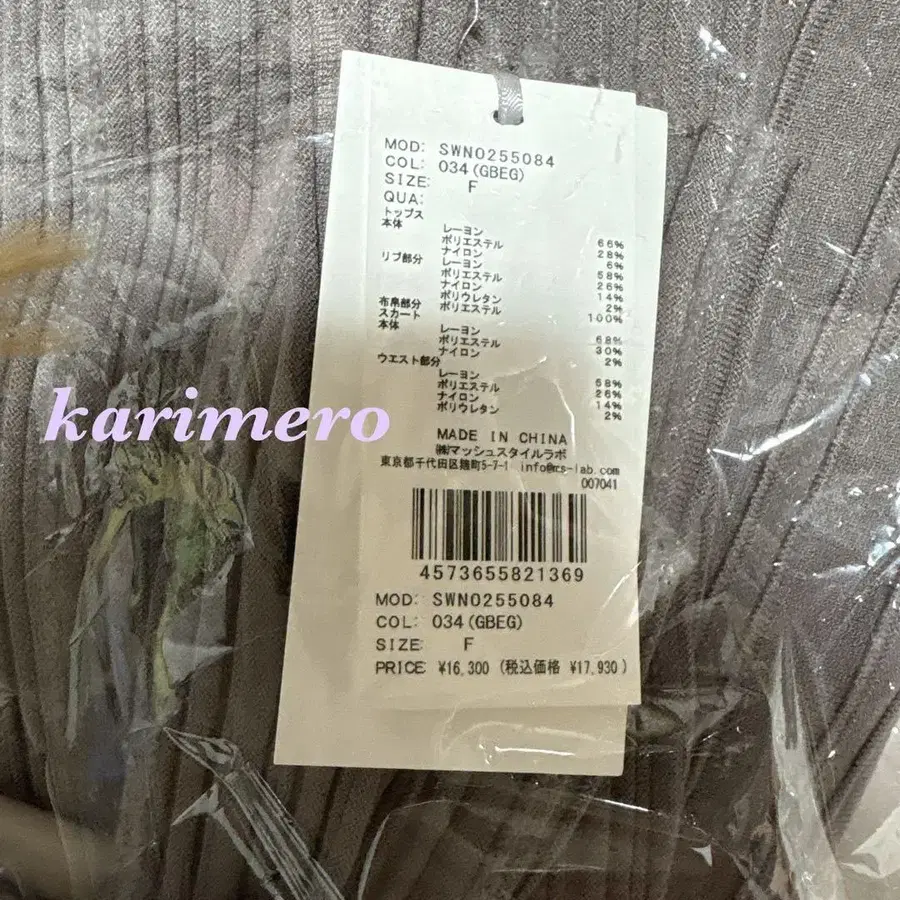 MOD: SWN0255084
COL: 034(GBEG)
SIZE: F
QUA:
トップス
本体
レーヨン 66%
ポリエステル 28%
ナイロン 6%
リブ部分
レーヨン 58%
ポリエステル 26%
ナイロン 14%
ポリウレタン 2%
布帛部分
ポリエステル 100%
スカート
本体
レーヨン 68%
ポリエステル 30%
ナイロン 2%
ウエスト部分
レーヨン 58%
ポリエステル 26%
ナイロン 14%
ポリウレタン 2%
karimero
MADE IN CHINA
㈱マッシュスタイルラボ
東京都千代田区麹町5-7-1 info@ms-lab.com
007041
4573655821369
MOD: SWN0255084
COL: 034(GBEG)
SIZE: F
PRICE: ¥16,300 (税込価格 ¥17,930)